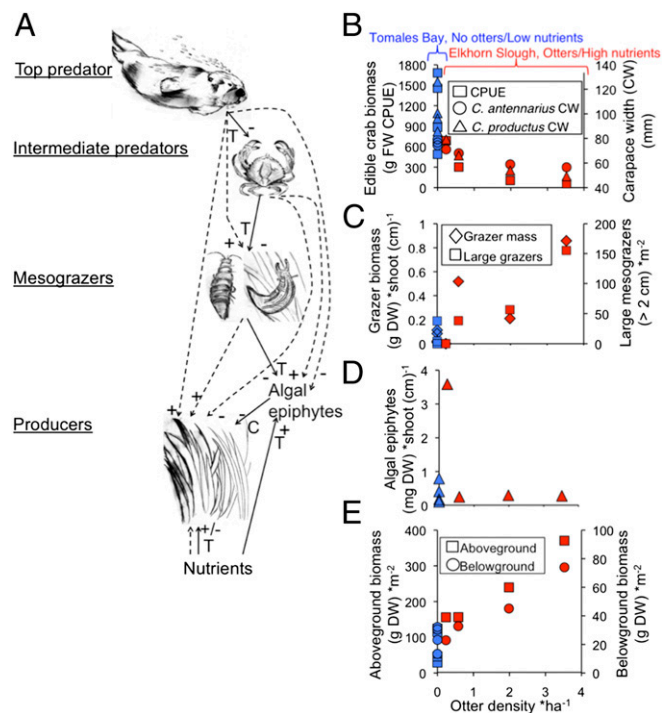 A
Top predator
T
-
Intermediate predators
T
+
-
Mesograzers
-
T
+
+
-
Algal
epiphytes
+
+
-
-
C
+
T
Producers
+/-
T
Nutrients
B
Tomales Bay, No otters/Low nutrients
Elkhorn Slough, Otters/High nutrients
Edible crab biomass
(g FW CPUE)
1800
1500
1200
900
600
300
0
CPUE
C. antennarius CW
C. productus CW
140
120
100
80
60
40
Carapace width (CW)
(mm)
C
Grazer biomass
(g DW) *shoot (cm)-1
1
0.8
0.6
0.4
0.2
0
Grazer mass
Large grazers
200
150
100
50
0
Large mesograzers
(> 2 cm) *m-2
D
Algal epiphytes
(mg DW) *shoot (cm)-1
4
3
2
1
0
E
Aboveground biomass
(g DW) *m-2
400
300
200
100
0
Aboveground
Belowground
100
80
60
40
20
0
Belowground biomass
(g DW) *m-2
0 1 2 3 4
Otter density *ha-1